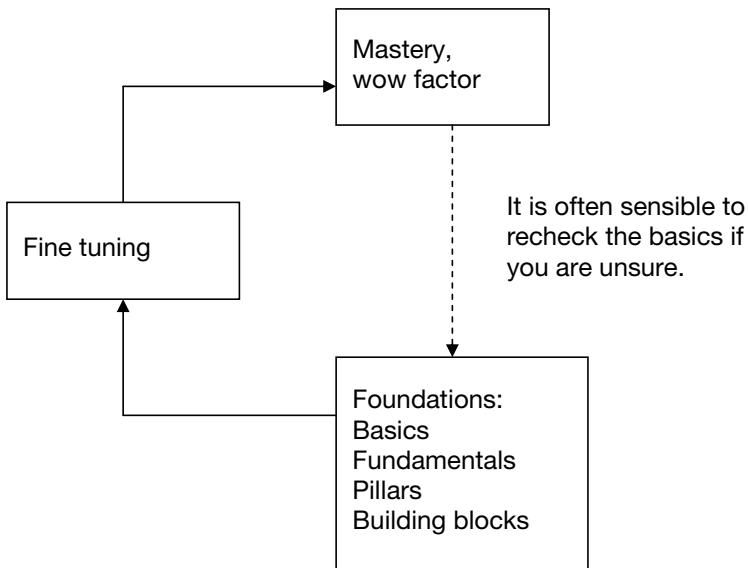 Mastery,
wow factor
It is often sensible to
recheck the basics if
you are unsure.
Fine tuning
Foundations:
Basics
Fundamentals
Pillars
Building blocks